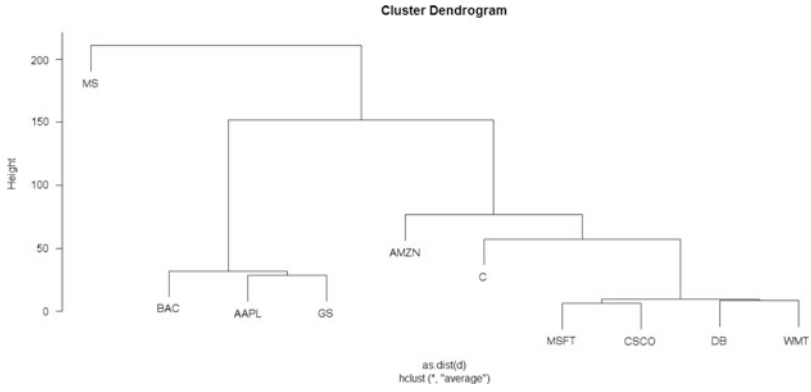 Cluster Dendrogram
200
150
100
50
0
Height
MS
AMZN
C
BAC
AAPL
GS
MSFT
CSCO
DB
WMT
as.dist(d)
hclust (*, "average")